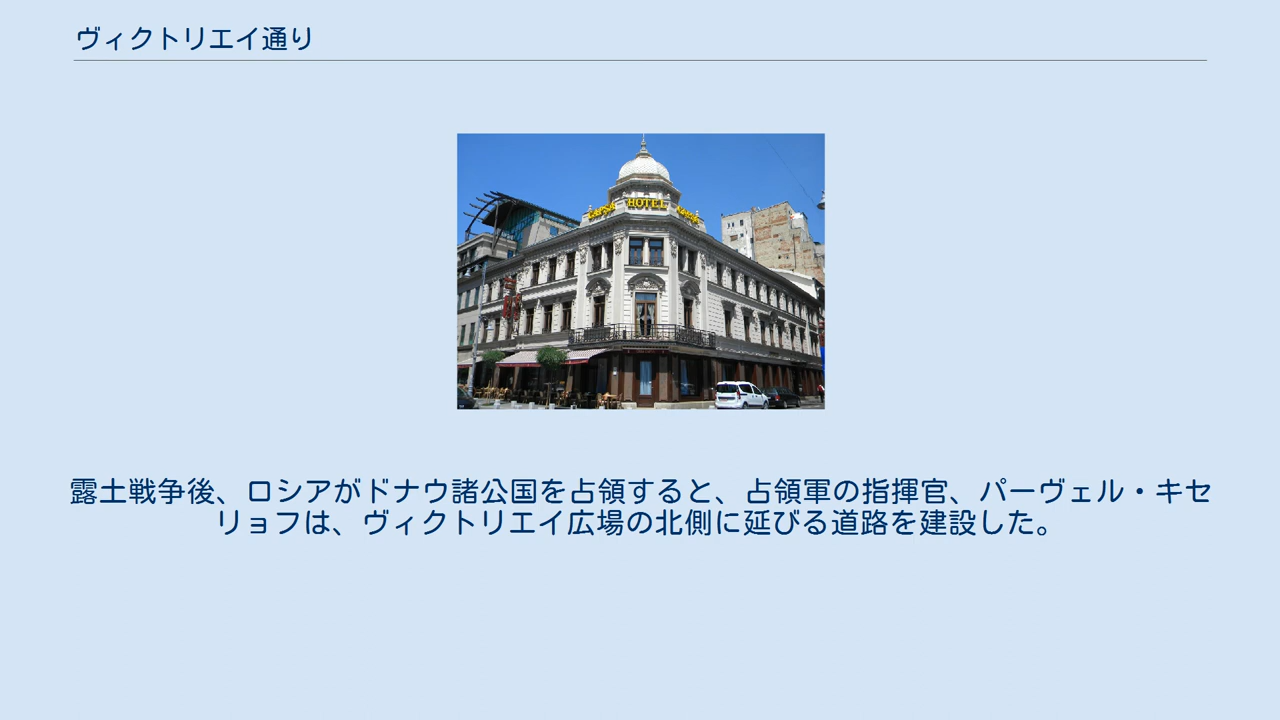 ヴィクトリエイ通り
HOTEL
露土戦争後、ロシアがドナウ諸公国を占領すると、占領軍の指揮官、パーヴェル・キセ
リョフは、ヴィクトリエイ広場の北側に延びる道路を建設した。